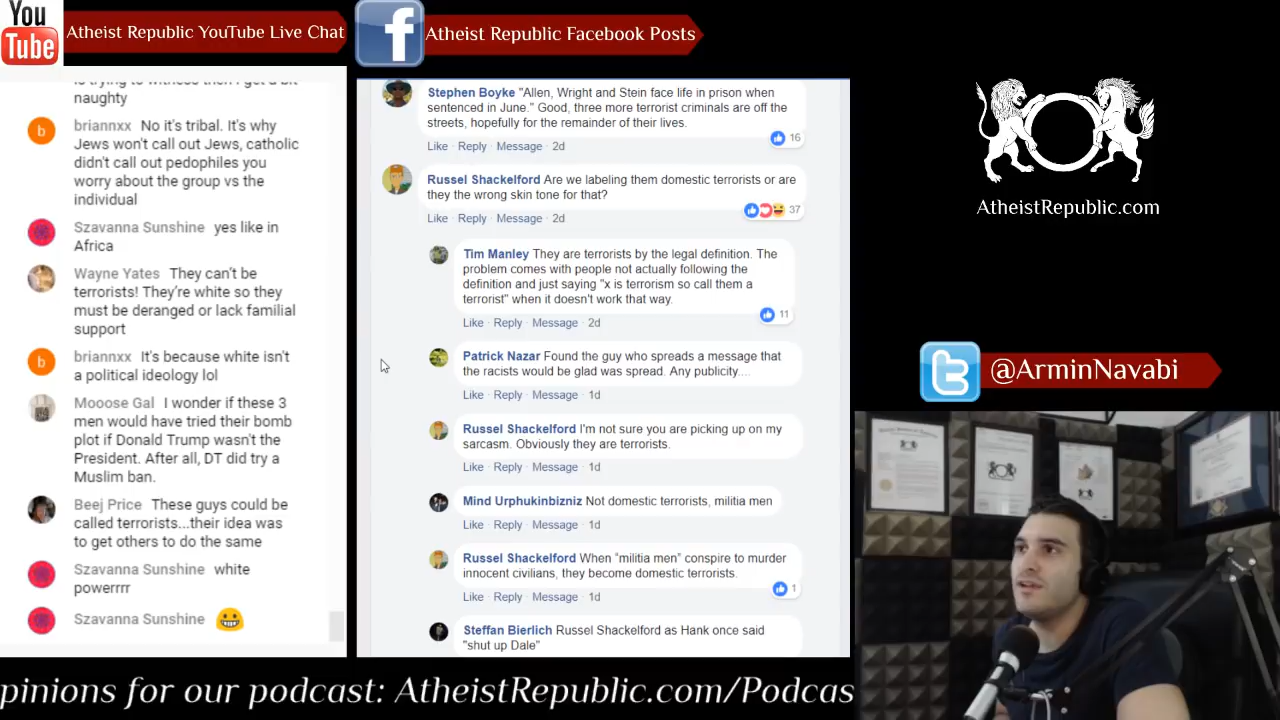 You
Tube
Atheist Republic YouTube Live Chat
f
Atheist Republic Facebook Posts
is trying to witness then I get a bit
naughty
b
briannxx No it's tribal. It's why
Jews won't call out Jews, catholic
didn't call out pedophiles you
worry about the group vs the
individual
Szavanna Sunshine yes like in
Africa
Wayne Yates They can't be
terrorists! They're white so they
must be deranged or lack familial
support
b
briannxx It's because white isn't
a political ideology lol
Mooose Gal I wonder if these 3
men would have tried their bomb
plot if Donald Trump wasn't the
President. After all, DT did try a
Muslim ban.
Beej Price These guys could be
called terrorists...their idea was
to get others to do the same
Szavanna Sunshine white
powerrrr
Szavanna Sunshine 😀
Stephen Boyke "Allen, Wright and Stein face life in prison when
sentenced in June." Good, three more terrorist criminals are off the
streets, hopefully for the remainder of their lives.
16
Like · Reply · Message · 2d
Russel Shackelford Are we labeling them domestic terrorists or are
they the wrong skin tone for that?
37
Like · Reply · Message · 2d
Tim Manley They are terrorists by the legal definition. The
problem comes with people not actually following the
definition and just saying "x is terrorism so call them a
terrorist" when it doesn't work that way.
11
Like · Reply · Message · 2d
Patrick Nazar Found the guy who spreads a message that
the racists would be glad was spread. Any publicity....
Like · Reply · Message · 1d
Russel Shackelford I'm not sure you are picking up on my
sarcasm. Obviously they are terrorists.
Like · Reply · Message · 1d
Mind Urphukinbizniz Not domestic terrorists, militia men
Like · Reply · Message · 1d
Russel Shackelford When "militia men" conspire to murder
innocent civilians, they become domestic terrorists.
1
Like · Reply · Message · 1d
Steffan Bierlich Russel Shackelford as Hank once said
"shut up Dale"
AtheistRepublic.com
@ArminNavabi
pinions for our podcast: AtheistRepublic.com/Podcas